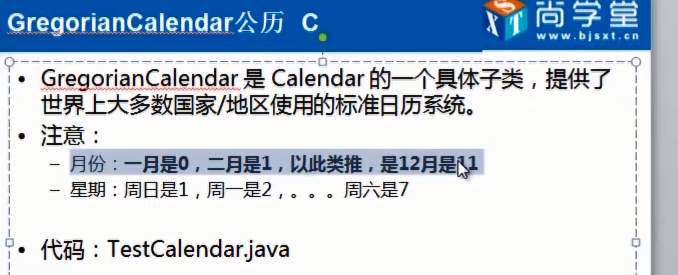 GregorianCalendar公历 C
尚学堂
www.bjsxt.cn
• GregorianCalendar 是 Calendar 的一个具体子类，提供了
世界上大多数国家/地区使用的标准日历系统。
• 注意：
– 月份：一月是0，二月是1，以此类推，是12月是11
– 星期：周日是1，周一是2，。。。周六是7
• 代码：TestCalendar.java